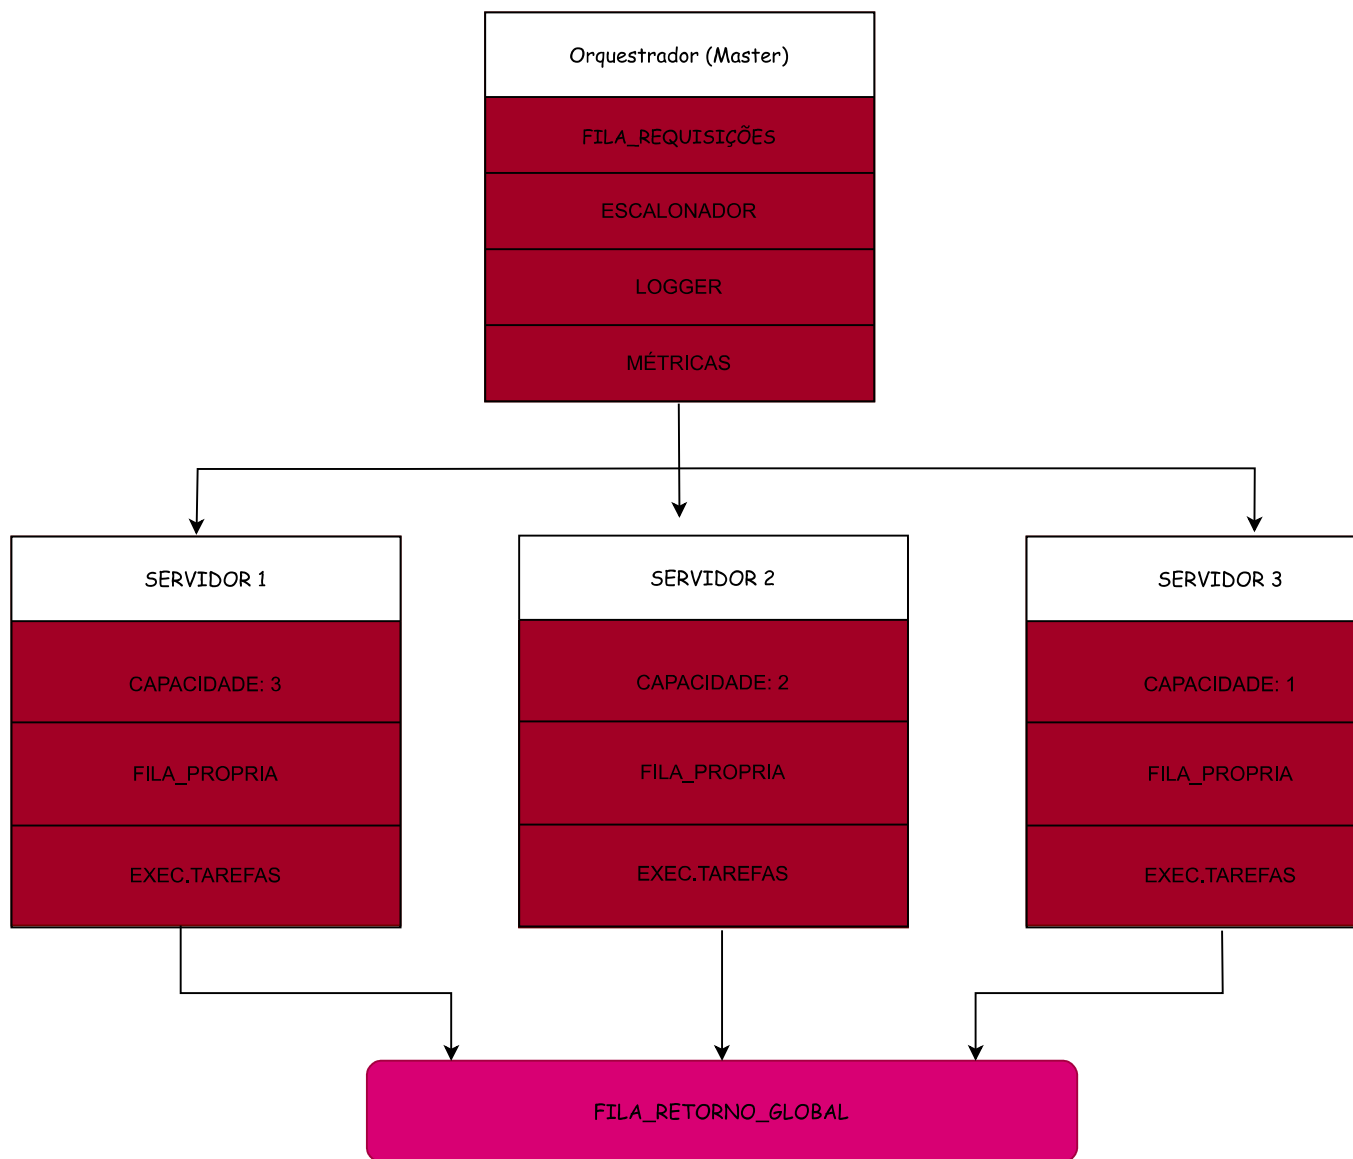 Orquestrador (Master)
FILA_REQUISIÇÕES
ESCALONADOR
LOGGER
MÉTRICAS
SERVIDOR 1
CAPACIDADE: 3
FILA_PROPRIA
EXEC.TAREFAS
SERVIDOR 2
CAPACIDADE: 2
FILA_PROPRIA
EXEC.TAREFAS
SERVIDOR 3
CAPACIDADE: 1
FILA_PROPRIA
EXEC.TAREFAS
FILA_RETORNO_GLOBAL